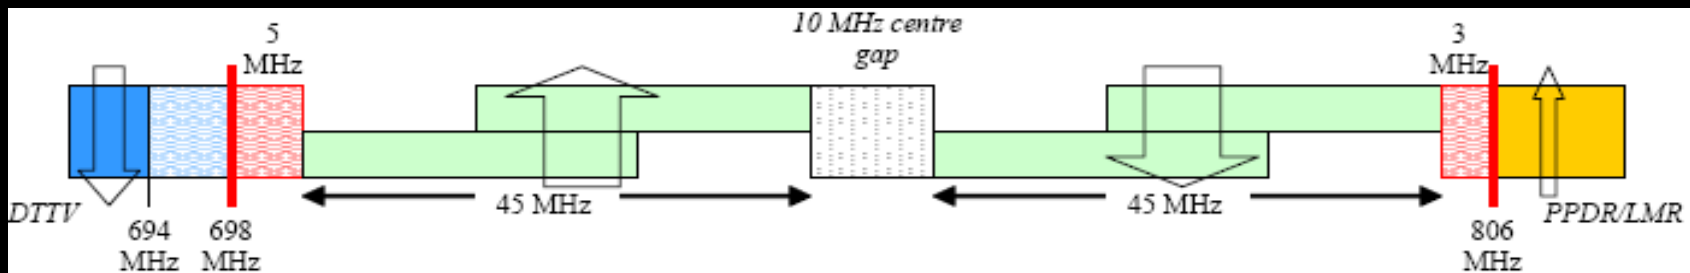 5
MHz
10 MHz centre
gap
3
MHz
45 MHz
45 MHz
DTTV
694
MHz
698
MHz
806
MHz
PPDR/LMR